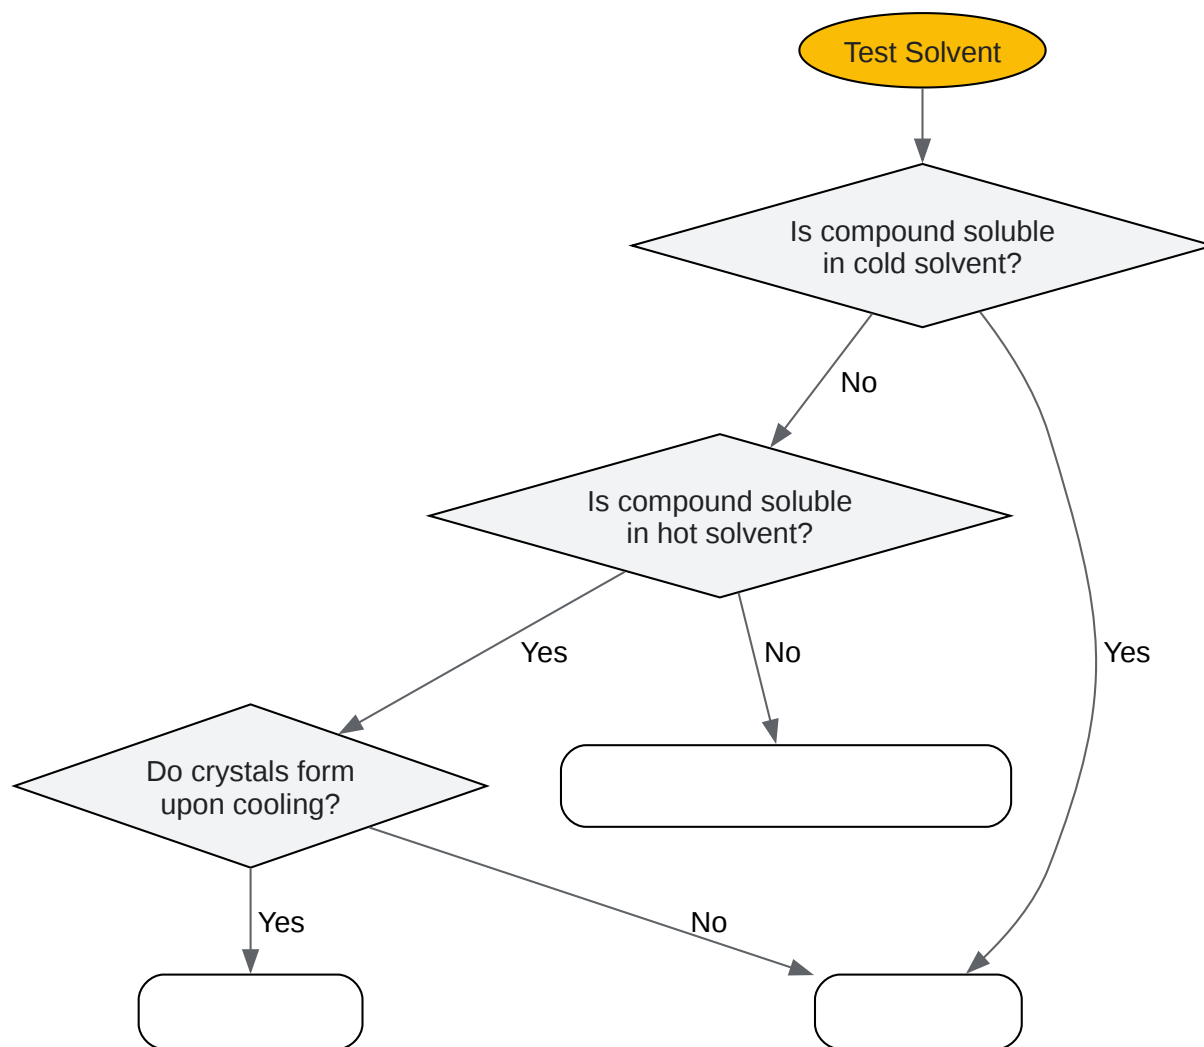 Test Solvent
Is compound soluble
in cold solvent?
No
Is compound soluble
in hot solvent?
Yes
No
Yes
Do crystals form
upon cooling?
Yes
No